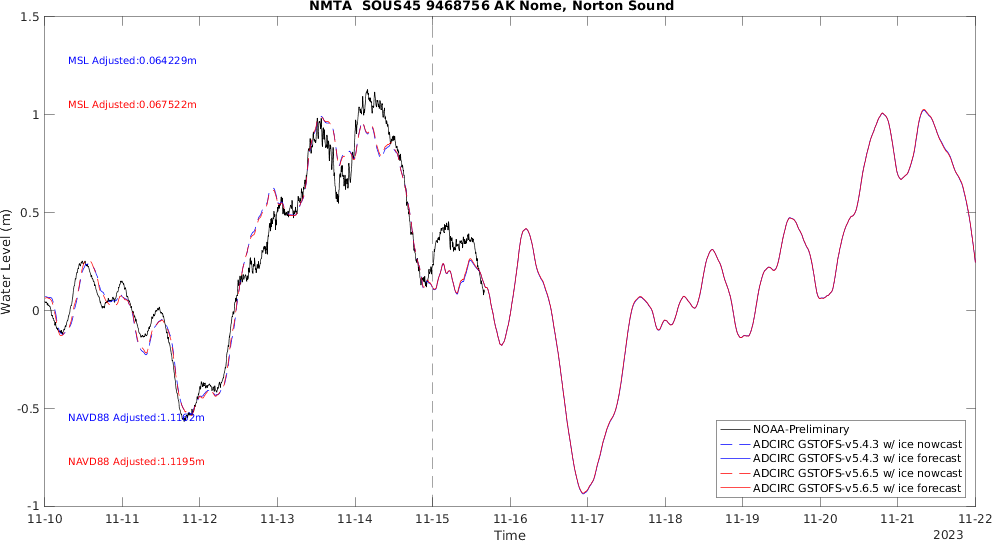 NMTA SOUS45 9468756 AK Nome, Norton Sound
1.5
1
0.5
0
-0.5
-1
Water Level (m)
MSL Adjusted:0.064229m
MSL Adjusted:0.067522m
NAVD88 Adjusted:1.1162m
NAVD88 Adjusted:1.1195m
NOAA-Preliminary
ADCIRC GSTOFS-v5.4.3 w/ ice nowcast
ADCIRC GSTOFS-v5.4.3 w/ ice forecast
ADCIRC GSTOFS-v5.6.5 w/ ice nowcast
ADCIRC GSTOFS-v5.6.5 w/ ice forecast
11-10 11-11 11-12 11-13 11-14 11-15 11-16 11-17 11-18 11-19 11-20 11-21 11-22
Time
2023